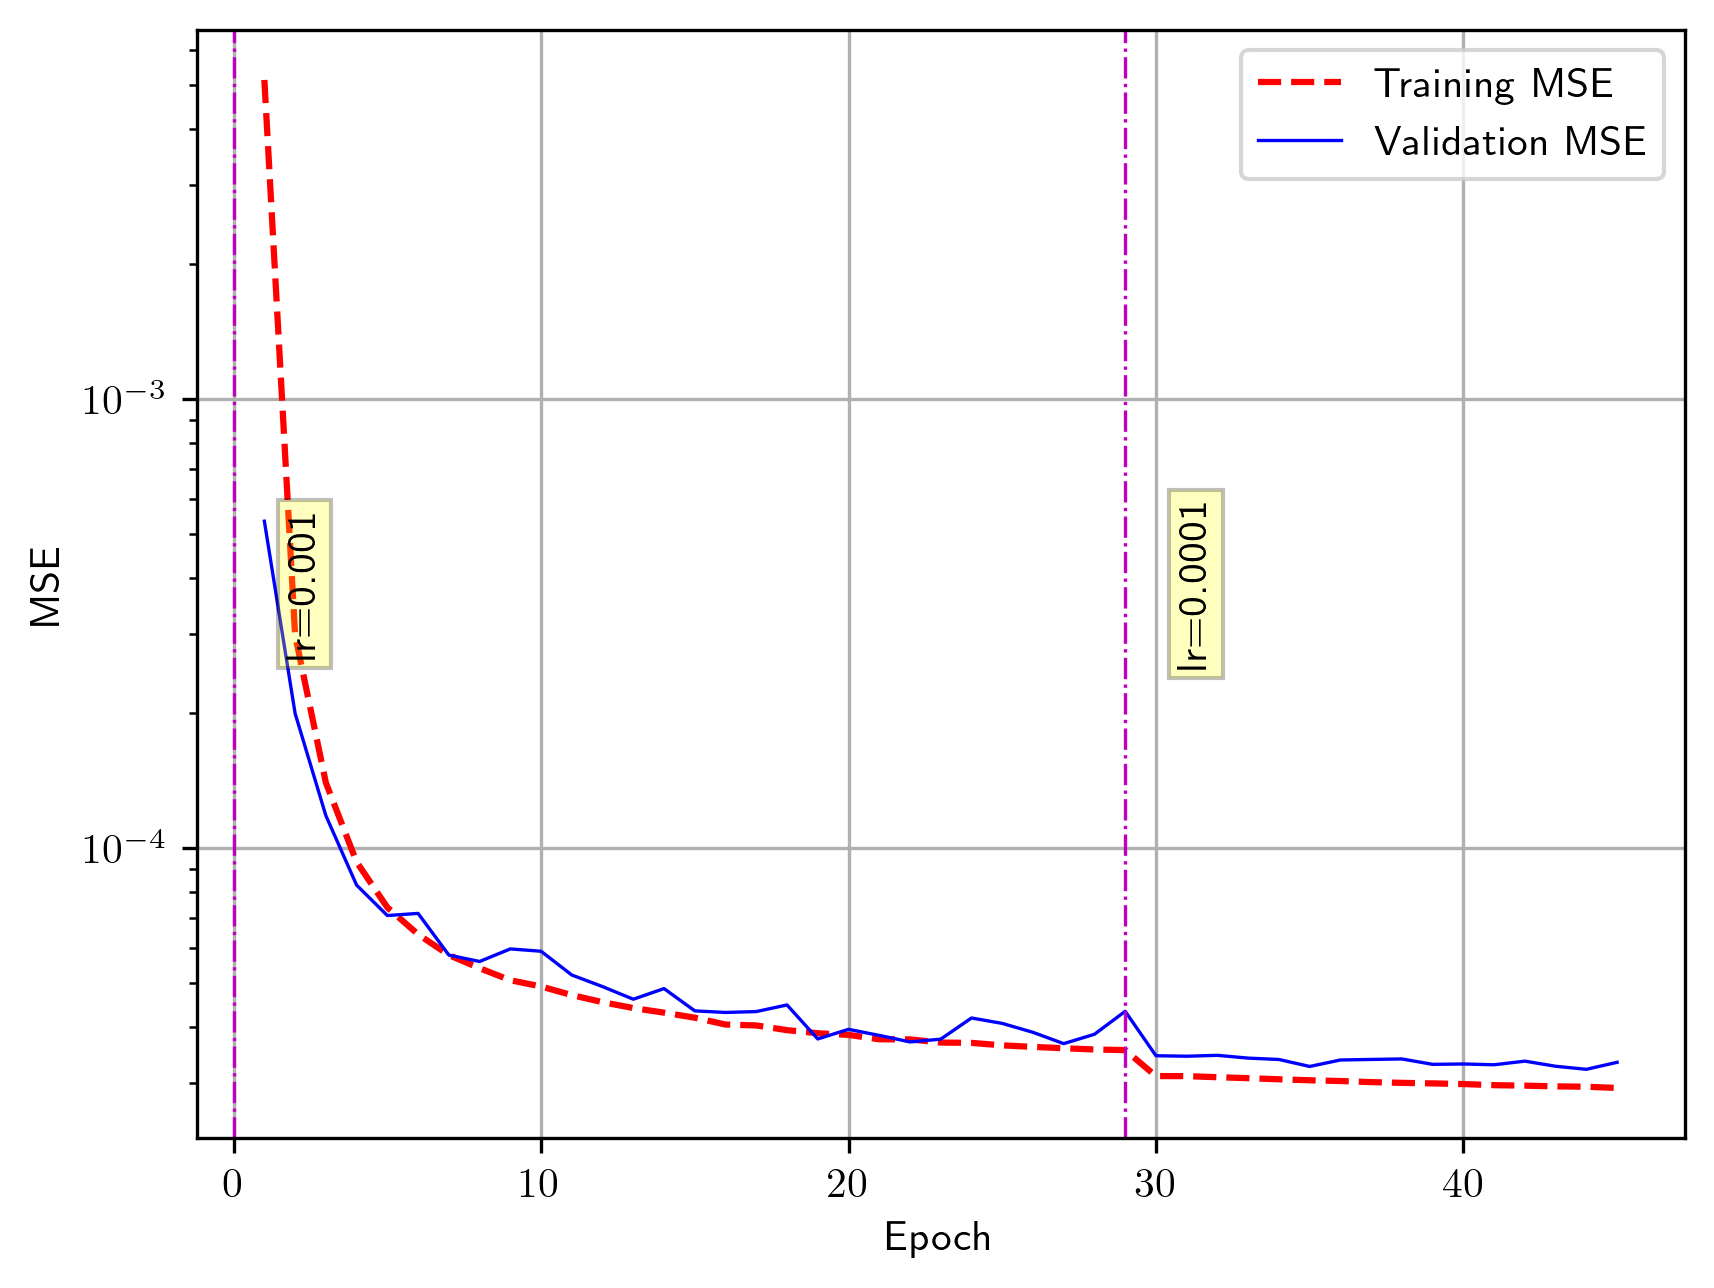 Training MSE
Validation MSE
10⁻³
10⁻⁴
MSE
lr=0.001
lr=0.0001
0 10 20 30 40
Epoch